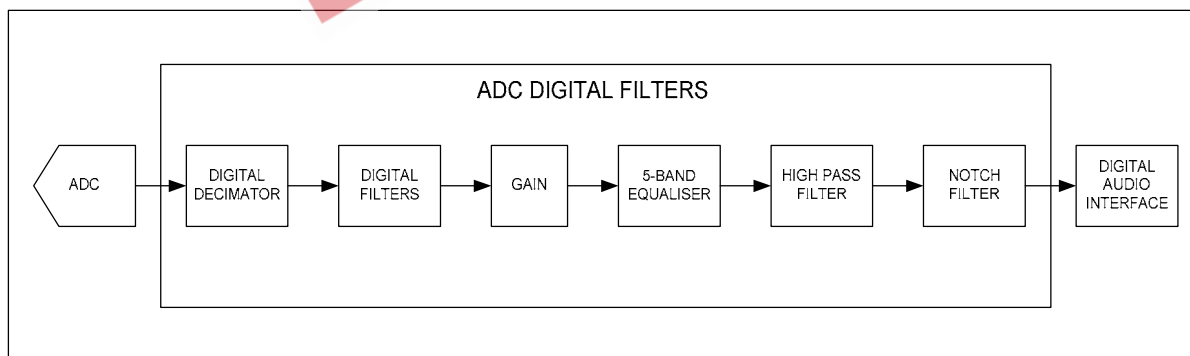 ADC DIGITAL FILTERS
ADC
DIGITAL
DECIMATOR
DIGITAL
FILTERS
GAIN
5-BAND
EQUALISER
HIGH PASS
FILTER
NOTCH
FILTER
DIGITAL
AUDIO
INTERFACE